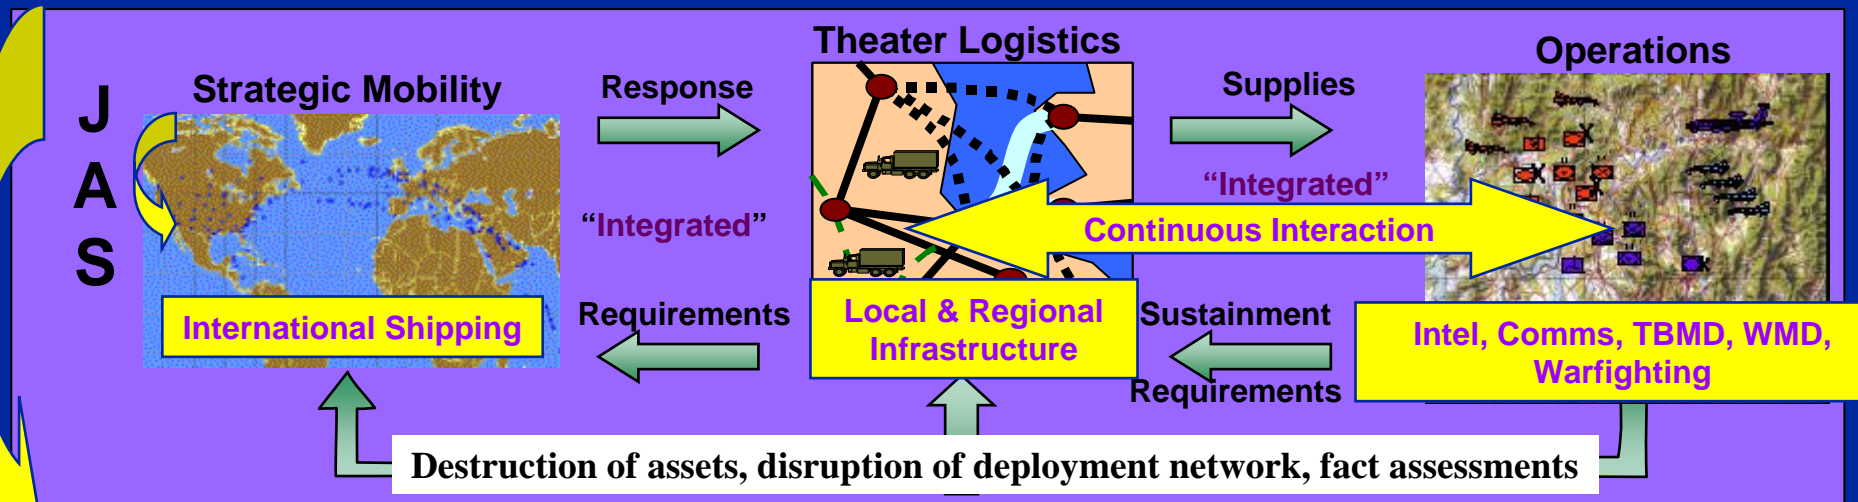 Theater Logistics
Operations
Strategic Mobility
Response
Supplies
J
A
S
“Integrated”
“Integrated”
Continuous Interaction
International Shipping
Requirements
Local & Regional
Infrastructure
Sustainment
Requirements
Intel, Comms, TBMD, WMD,
Warfighting
Destruction of assets, disruption of deployment network, fact assessments